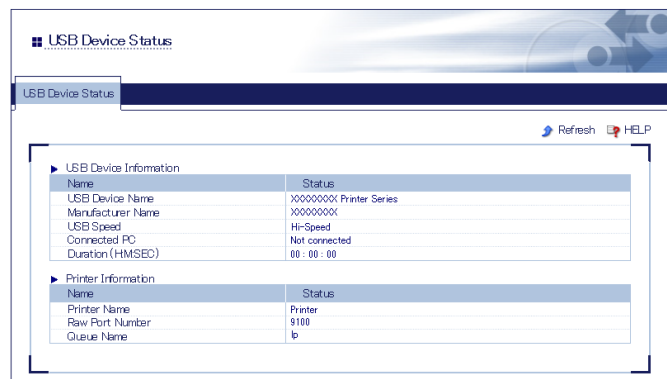 USB Device Status
USB Device Status
Refresh HELP
USB Device Information
Name Status
USB Device Name XXXXXXXX Printer Series
Manufacturer Name XXXXXXXX
USB Speed Hi-Speed
Connected PC Not connected
Duration (H:M:SEC) 00 : 00 : 00
Printer Information
Name Status
Printer Name Printer
Raw Port Number 9100
Queue Name lp